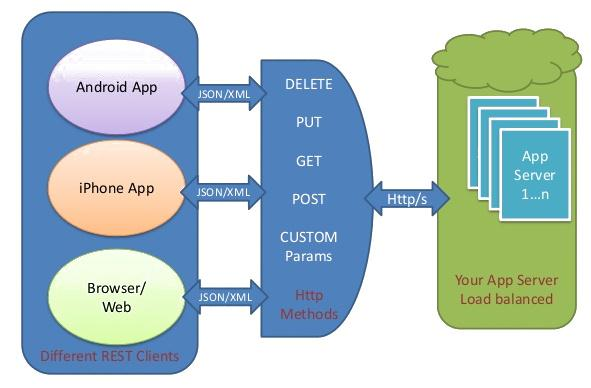 Android App
iPhone App
Browser/
Web
Different REST Clients
JSON/XML
JSON/XML
JSON/XML
DELETE
PUT
GET
POST
CUSTOM
Params
Http
Methods
Http/s
App
Server
1...n
Your App Server
Load balanced